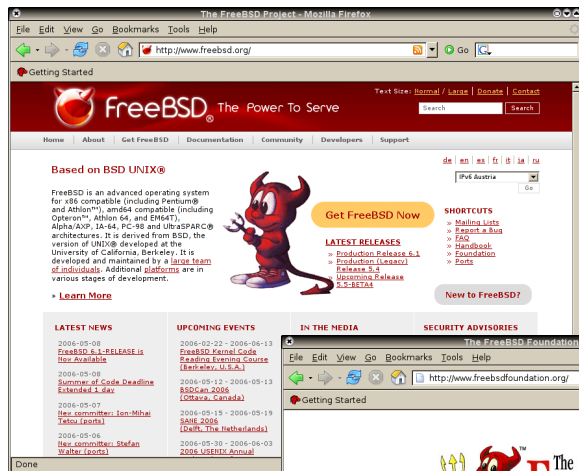 The FreeBSD Project - Mozilla Firefox
File Edit View Go Bookmarks Tools Help
http://www.freebsd.org/
Go
Getting Started
Text Size: Normal / Large | Donate | Contact
FreeBSD® The Power To Serve
Search
Search
Home About Get FreeBSD Documentation Community Developers Support
de | en | es | fr | it | ja | ru
IPv6 Austria
Go
Based on BSD UNIX®
FreeBSD is an advanced operating system
for x86 compatible (including Pentium®
and Athlon™), amd64 compatible (including
Opteron™, Athlon 64, and EM64T),
Alpha/AXP, IA-64, PC-98 and UltraSPARC®
architectures. It is derived from BSD, the
version of UNIX® developed at the
University of California, Berkeley. It is
developed and maintained by a large team
of individuals. Additional platforms are in
various stages of development.
» Learn More
Get FreeBSD Now
LATEST RELEASES
» Production Release 6.1
» Production (Legacy)
Release 5.4
» Upcoming Release
5.5-BETA4
SHORTCUTS
» Mailing Lists
» Report a Bug
» FAQ
» Handbook
» Foundation
» Ports
New to FreeBSD?
LATEST NEWS
2006-05-08
FreeBSD 6.1-RELEASE is
Now Available
2006-05-08
Summer of Code Deadline
Extended 1 day
2006-05-07
New committer: Ion-Mihai
Tetcu (ports)
2006-05-06
New committer: Stefan
Walter (ports)
UPCOMING EVENTS
2006-02-22 - 2006-06-13
FreeBSD Kernel Code
Reading Evening Course
(Berkeley, U.S.A.)
2006-05-12 - 2006-05-13
BSDCan 2006
(Ottawa, Canada)
2006-05-15 - 2006-05-19
SANE 2006
(Delft, The Netherlands)
2006-05-30 - 2006-06-03
2006 USENIX Annual
IN THE MEDIA
SECURITY ADVISORIES
The FreeBSD Foundation
File Edit View Go Bookmarks Tools Help
http://www.freebsdfoundation.org/
Getting Started
™
The
F
Done